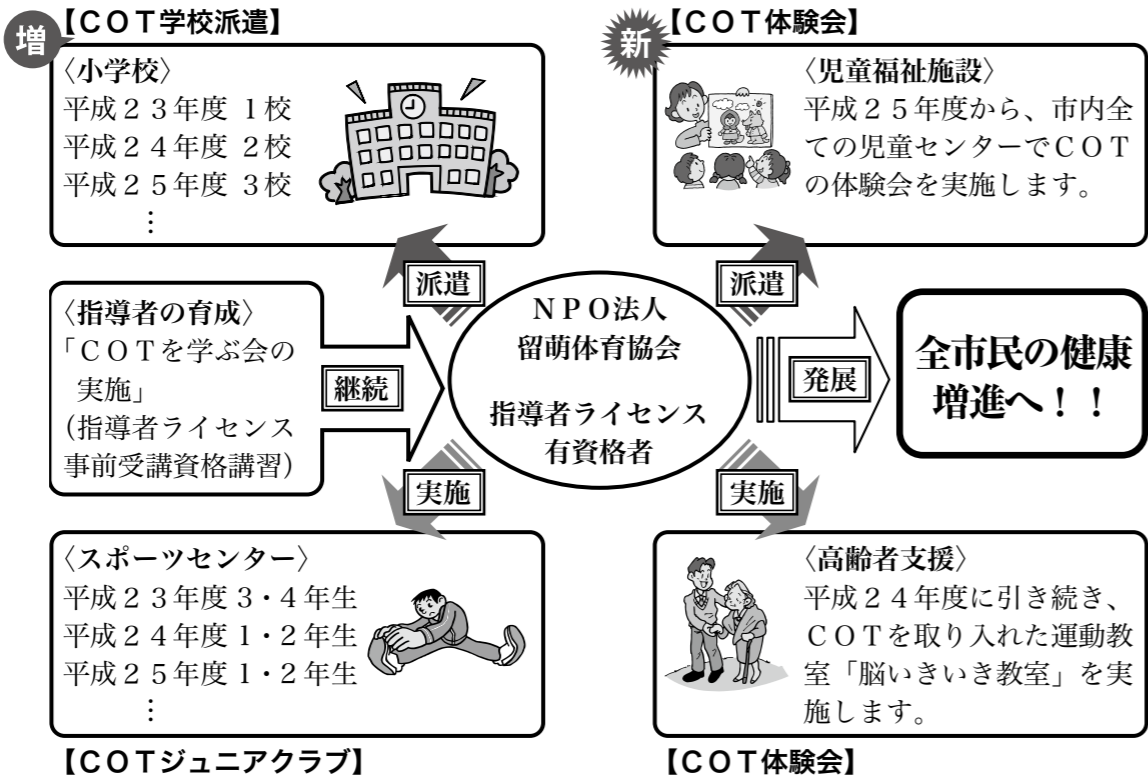 増
【ＣＯＴ学校派遣】
〈小学校〉
平成２３年度 １校
平成２４年度 ２校
平成２５年度 ３校
⋮
新
【ＣＯＴ体験会】
〈児童福祉施設〉
平成２５年度から、市内全
ての児童センターでＣＯＴ
の体験会を実施します。
派遣
派遣
〈指導者の育成〉
「ＣＯＴを学ぶ会の
実施」
(指導者ライセンス
事前受講資格講習)
継続
ＮＰＯ法人
留萌体育協会
指導者ライセンス
有資格者
発展
全市民の健康
増進へ！！
実施
実施
〈スポーツセンター〉
平成２３年度３・４年生
平成２４年度１・２年生
平成２５年度１・２年生
⋮
【ＣＯＴジュニアクラブ】
〈高齢者支援〉
平成２４年度に引き続き、
ＣＯＴを取り入れた運動教
室「脳いきいき教室」を実
施します。
【ＣＯＴ体験会】